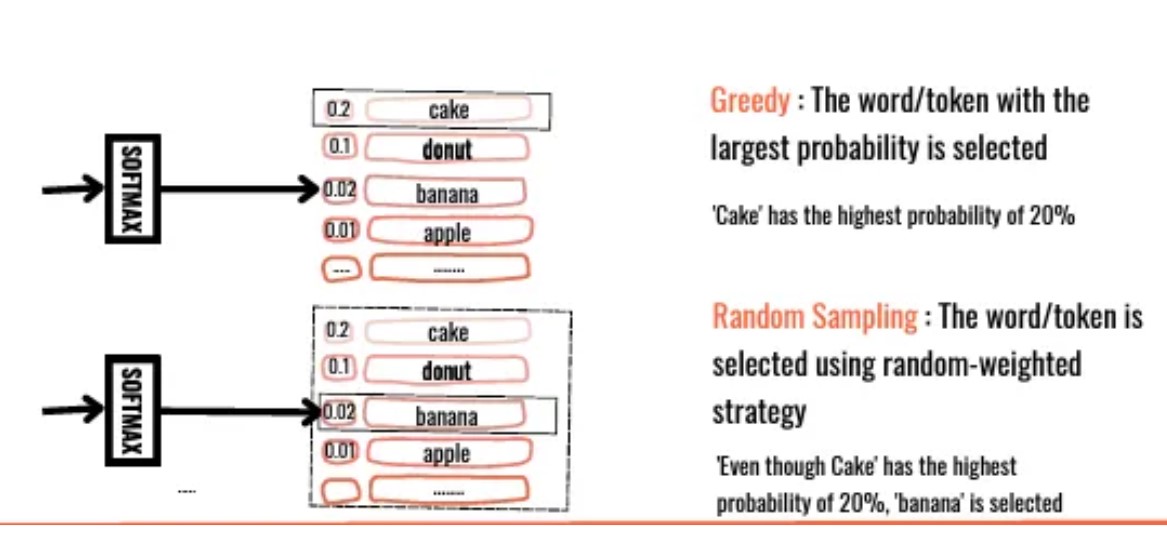 SOFTMAX
0.2 cake
0.1 donut
0.02 banana
0.01 apple
.... .......
Greedy : The word/token with the
largest probability is selected
'Cake' has the highest probability of 20%
SOFTMAX
0.2 cake
0.1 donut
0.02 banana
0.01 apple
.......
....
Random Sampling : The word/token is
selected using random-weighted
strategy
'Even though Cake' has the highest
probability of 20%, 'banana' is selected